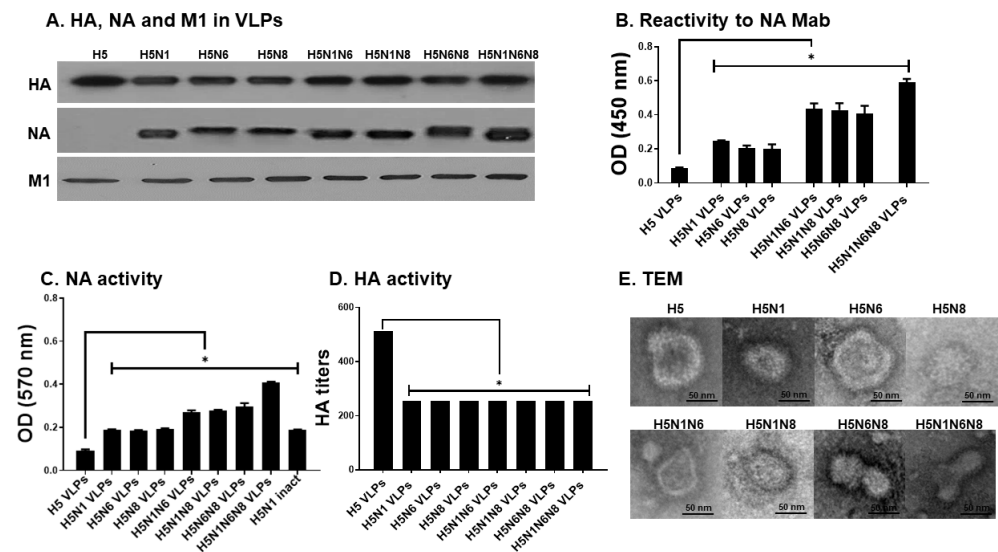 A. HA, NA and M1 in VLPs
H5 H5N1 H5N6 H5N8 H5N1N6 H5N1N8 H5N6N8 H5N1N6N8
HA
NA
M1
B. Reactivity to NA Mab
OD (450 nm)
0.8
0.6
0.4
0.2
0.0
*
H5 VLPs
H5N1 VLPs
H5N6 VLPs
H5N8 VLPs
H5N1N6 VLPs
H5N1N8 VLPs
H5N6N8 VLPs
H5N1N6N8 VLPs
C. NA activity
OD (570 nm)
0.8
0.6
0.4
0.2
0.0
*
H5 VLPs
H5N1 VLPs
H5N6 VLPs
H5N8 VLPs
H5N1N6 VLPs
H5N1N8 VLPs
H5N6N8 VLPs
H5N1N6N8 VLPs
H5N1 inact
D. HA activity
HA titers
600
400
200
0
*
H5 VLPs
H5N1 VLPs
H5N6 VLPs
H5N8 VLPs
H5N1N6 VLPs
H5N1N8 VLPs
H5N6N8 VLPs
H5N1N6N8 VLPs
E. TEM
H5 H5N1 H5N6 H5N8
50 nm 50 nm 50 nm 50 nm
H5N1N6 H5N1N8 H5N6N8 H5N1N6N8
50 nm 50 nm 50 nm 50 nm